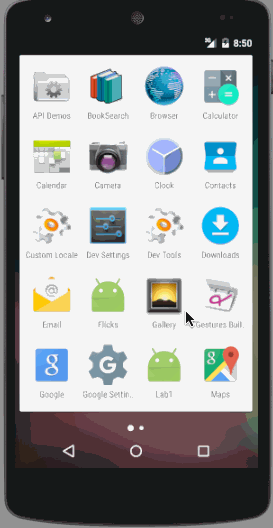 3G 8:50
API Demos BookSearch Browser Calculator
Calendar Camera Clock Contacts
Custom Locale Dev Settings Dev Tools Downloads
Email Flicks Gallery Gestures Buil..
Google Google Settin.. Lab1 Maps